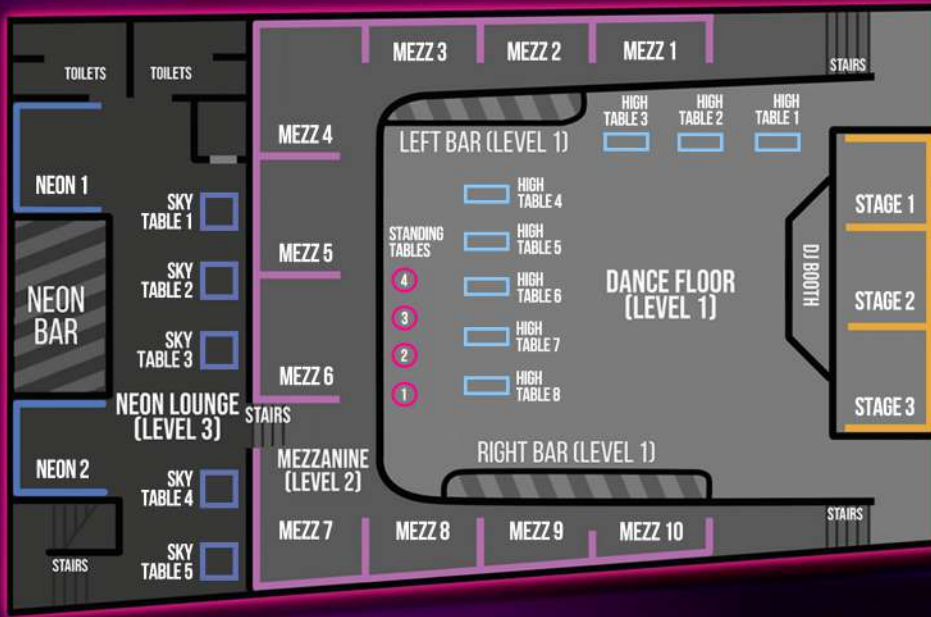 TOILETS
TOILETS
NEON 1
NEON
BAR
NEON 2
STAIRS
SKY
TABLE 1
SKY
TABLE 2
SKY
TABLE 3
NEON LOUNGE
(LEVEL 3)
SKY
TABLE 4
SKY
TABLE 5
STAIRS
MEZZ 3
MEZZ 2
MEZZ 1
MEZZ 4
MEZZ 5
MEZZ 6
MEZZANINE
(LEVEL 2)
MEZZ 7
MEZZ 8
MEZZ 9
MEZZ 10
STAIRS
LEFT BAR (LEVEL 1)
HIGH
TABLE 3
HIGH
TABLE 2
HIGH
TABLE 1
HIGH
TABLE 4
HIGH
TABLE 5
HIGH
TABLE 6
HIGH
TABLE 7
HIGH
TABLE 8
STANDING
TABLES
4
3
2
1
DANCE FLOOR
(LEVEL 1)
RIGHT BAR (LEVEL 1)
DJ BOOTH
STAGE 1
STAGE 2
STAGE 3
STAIRS